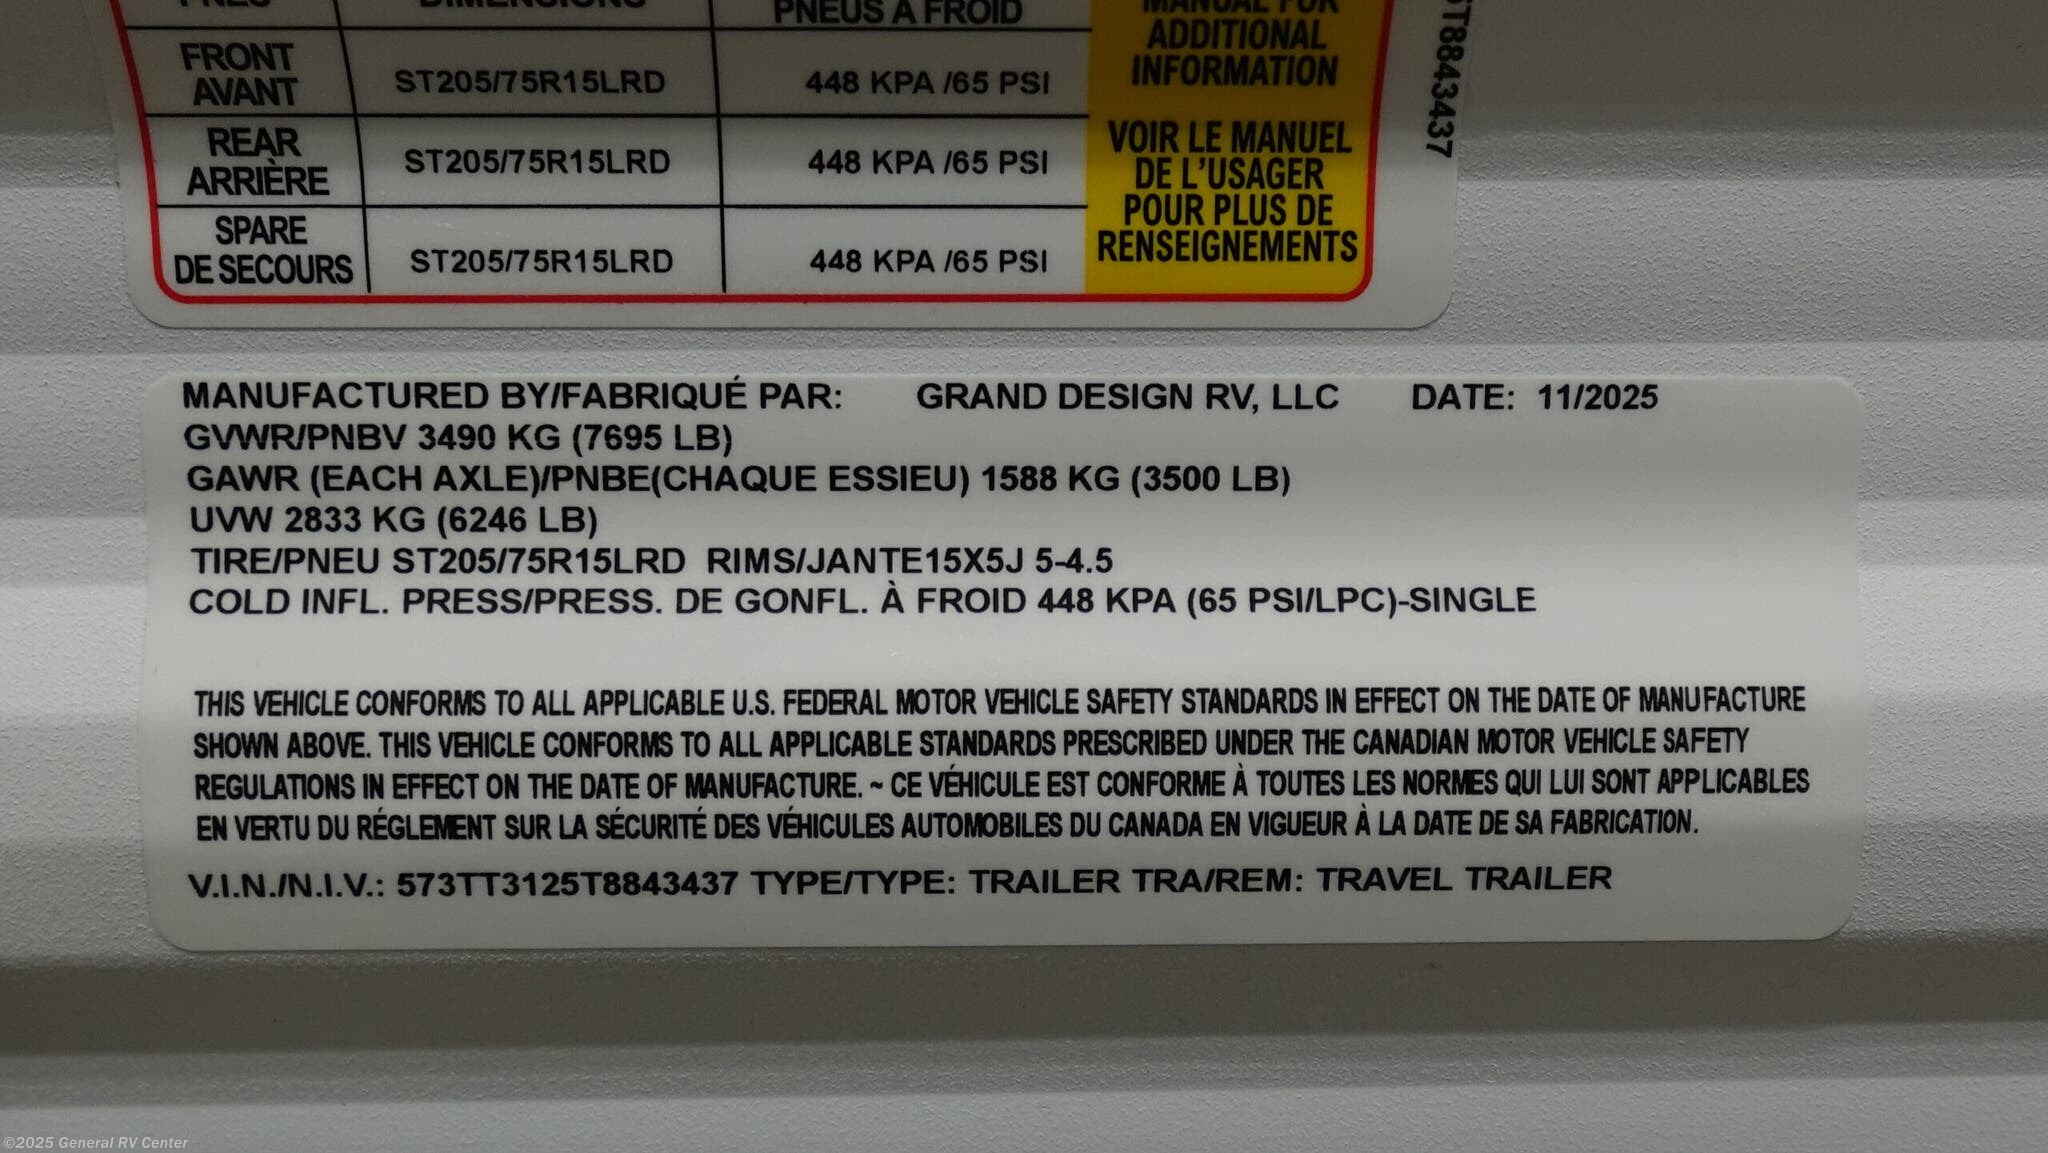 PNEUS À FROID
MANUAL FOR
ADDITIONAL
INFORMATION
FRONT
AVANT
ST205/75R15LRD
448 KPA /65 PSI
REAR
ARRIÈRE
ST205/75R15LRD
448 KPA /65 PSI
SPARE
DE SECOURS
ST205/75R15LRD
448 KPA /65 PSI
VOIR LE MANUEL
DE L'USAGER
POUR PLUS DE
RENSEIGNEMENTS
T8843437
MANUFACTURED BY/FABRIQUÉ PAR: GRAND DESIGN RV, LLC DATE: 11/2025
GVWR/PNBV 3490 KG (7695 LB)
GAWR (EACH AXLE)/PNBE(CHAQUE ESSIEU) 1588 KG (3500 LB)
UVW 2833 KG (6246 LB)
TIRE/PNEU ST205/75R15LRD RIMS/JANTE15X5J 5-4.5
COLD INFL. PRESS/PRESS. DE GONFL. À FROID 448 KPA (65 PSI/LPC)-SINGLE
THIS VEHICLE CONFORMS TO ALL APPLICABLE U.S. FEDERAL MOTOR VEHICLE SAFETY STANDARDS IN EFFECT ON THE DATE OF MANUFACTURE
SHOWN ABOVE. THIS VEHICLE CONFORMS TO ALL APPLICABLE STANDARDS PRESCRIBED UNDER THE CANADIAN MOTOR VEHICLE SAFETY
REGULATIONS IN EFFECT ON THE DATE OF MANUFACTURE. ~ CE VÉHICULE EST CONFORME À TOUTES LES NORMES QUI LUI SONT APPLICABLES
EN VERTU DU RÉGLEMENT SUR LA SÉCURITÉ DES VÉHICULES AUTOMOBILES DU CANADA EN VIGUEUR À LA DATE DE SA FABRICATION.
V.I.N./N.I.V.: 573TT3125T8843437 TYPE/TYPE: TRAILER TRA/REM: TRAVEL TRAILER
©2025 General RV Center